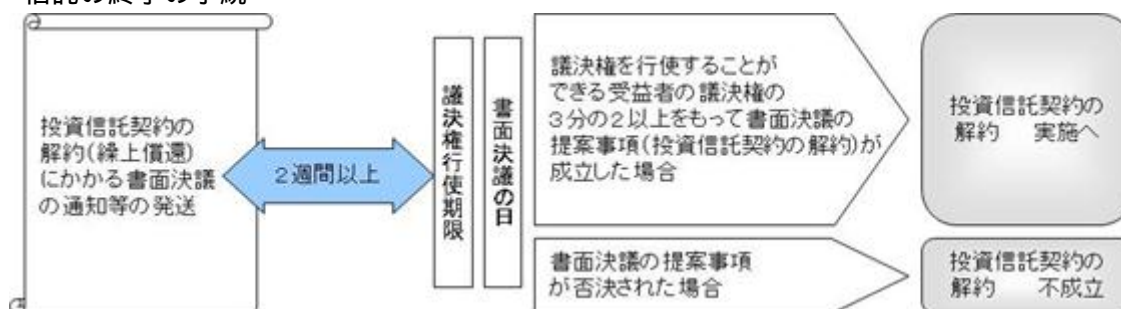 投資信託契約の
解約(繰上償還)
にかかる書面決議
の通知等の発送
２週間以上
議決権行使期限
書面決議の日
議決権を行使することが
できる受益者の議決権の
３分の２以上をもって書面決議の
提案事項(投資信託契約の解約)が
成立した場合
投資信託契約の
解約　実施へ
書面決議の提案事項
が否決された場合
投資信託契約の
解約　不成立